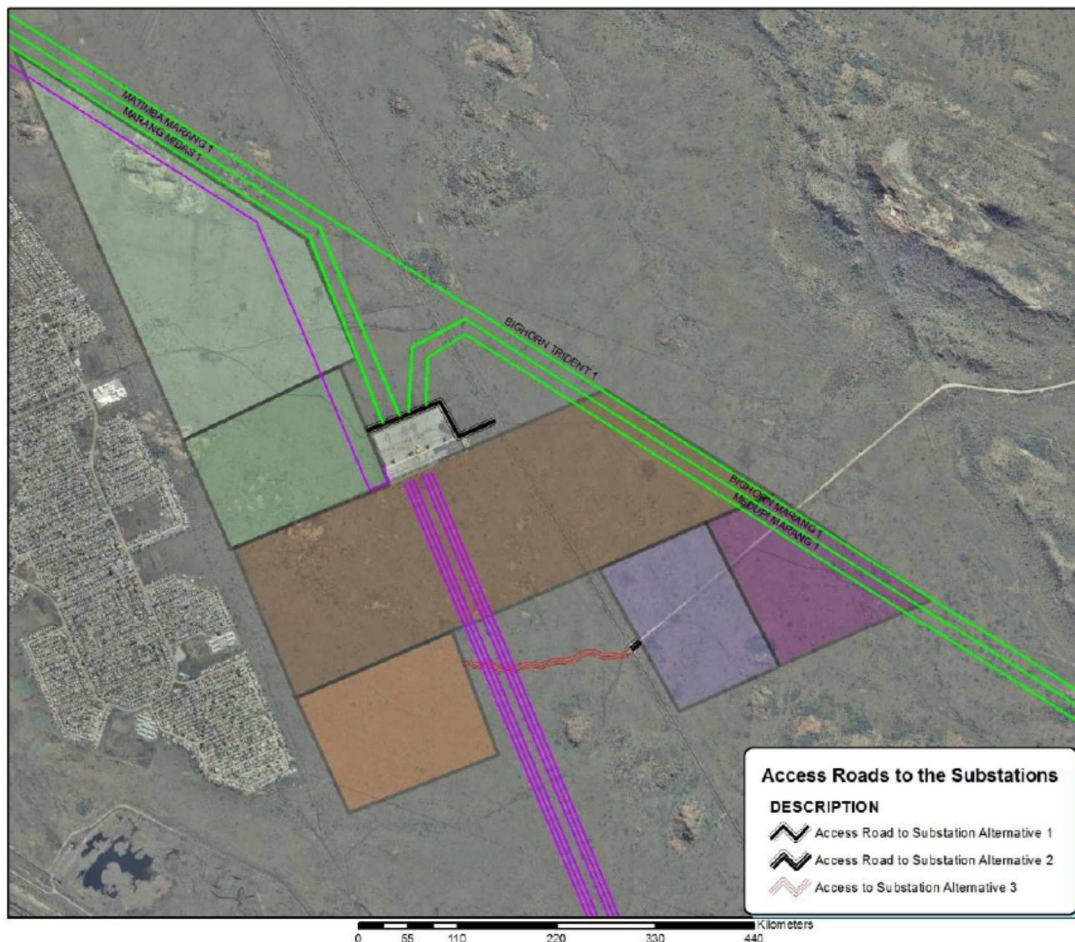 MATIMBA MARANG 1
MARANG MIDAS 1
BIGHORN TRIDENT 1
BIGHORN MARANG 1
MEDUPI MARANG 1
Access Roads to the Substations
DESCRIPTION
Access Road to Substation Alternative 1
Access Road to Substation Alternative 2
Access to Substation Alternative 3
Kilometers
0 55 110 220 330 440